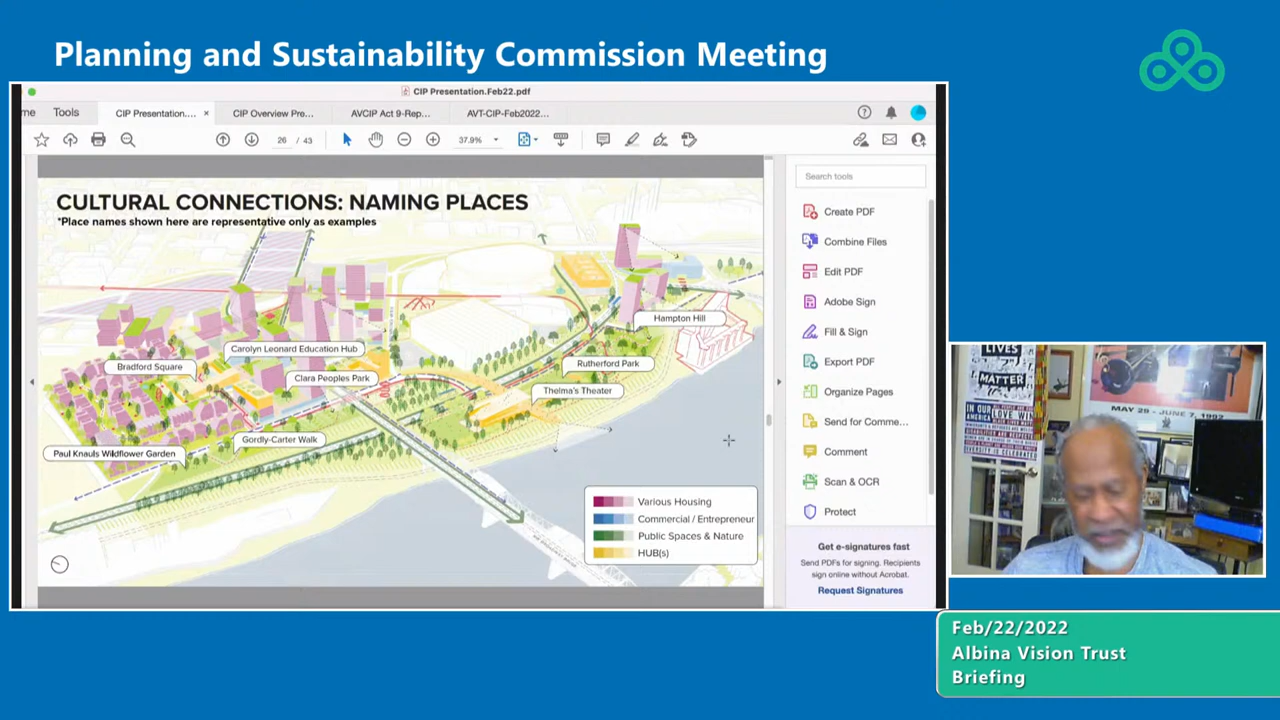 Planning and Sustainability Commission Meeting
CIP Presentation.Feb22.pdf
me
Tools
CIP Presentation.... ×
CIP Overview Pre...
AVCIP Act 9-Rep...
AVT-CIP-Feb2022...
26 / 43
37.9%
CULTURAL CONNECTIONS: NAMING PLACES
*Place names shown here are representative only as examples
Hampton Hill
Carolyn Leonard Education Hub
Bradford Square
Rutherford Park
Clara Peoples Park
Thelma's Theater
Gordly-Carter Walk
Paul Knauls Wildflower Garden
Various Housing
Commercial / Entrepreneur
Public Spaces & Nature
HUB(s)
Search tools
Create PDF
Combine Files
Edit PDF
Adobe Sign
Fill & Sign
Export PDF
Organize Pages
Send for Comme...
Comment
Scan & OCR
Protect
Get e-signatures fast
Send PDFs for signing. Recipients
sign online without Acrobat.
Request Signatures
LIVES
MATTER
IN OUR
AMERICA
LOVE WINS
MAY 29 - JUNE 7, 1992
Feb/22/2022
Albina Vision Trust
Briefing